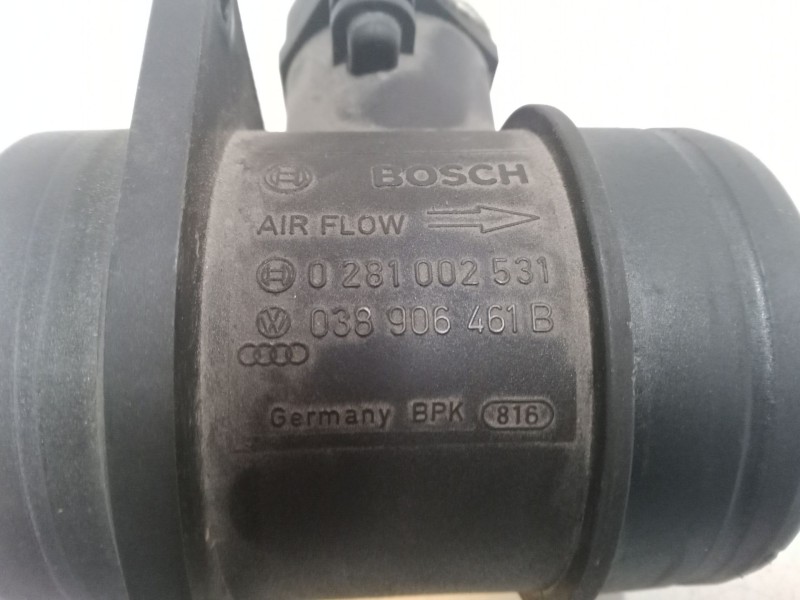 BOSCH
AIR FLOW
0 281 002 531
038 906 461 B
Germany BPK 816